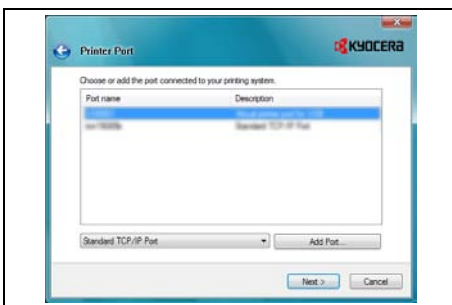 Printer Port
KYOCERA
Choose or add the port connected to your printing system.
Port name Description
Standard TCP/IP Port
Standard TCP/IP Port Add Port...
Next > Cancel